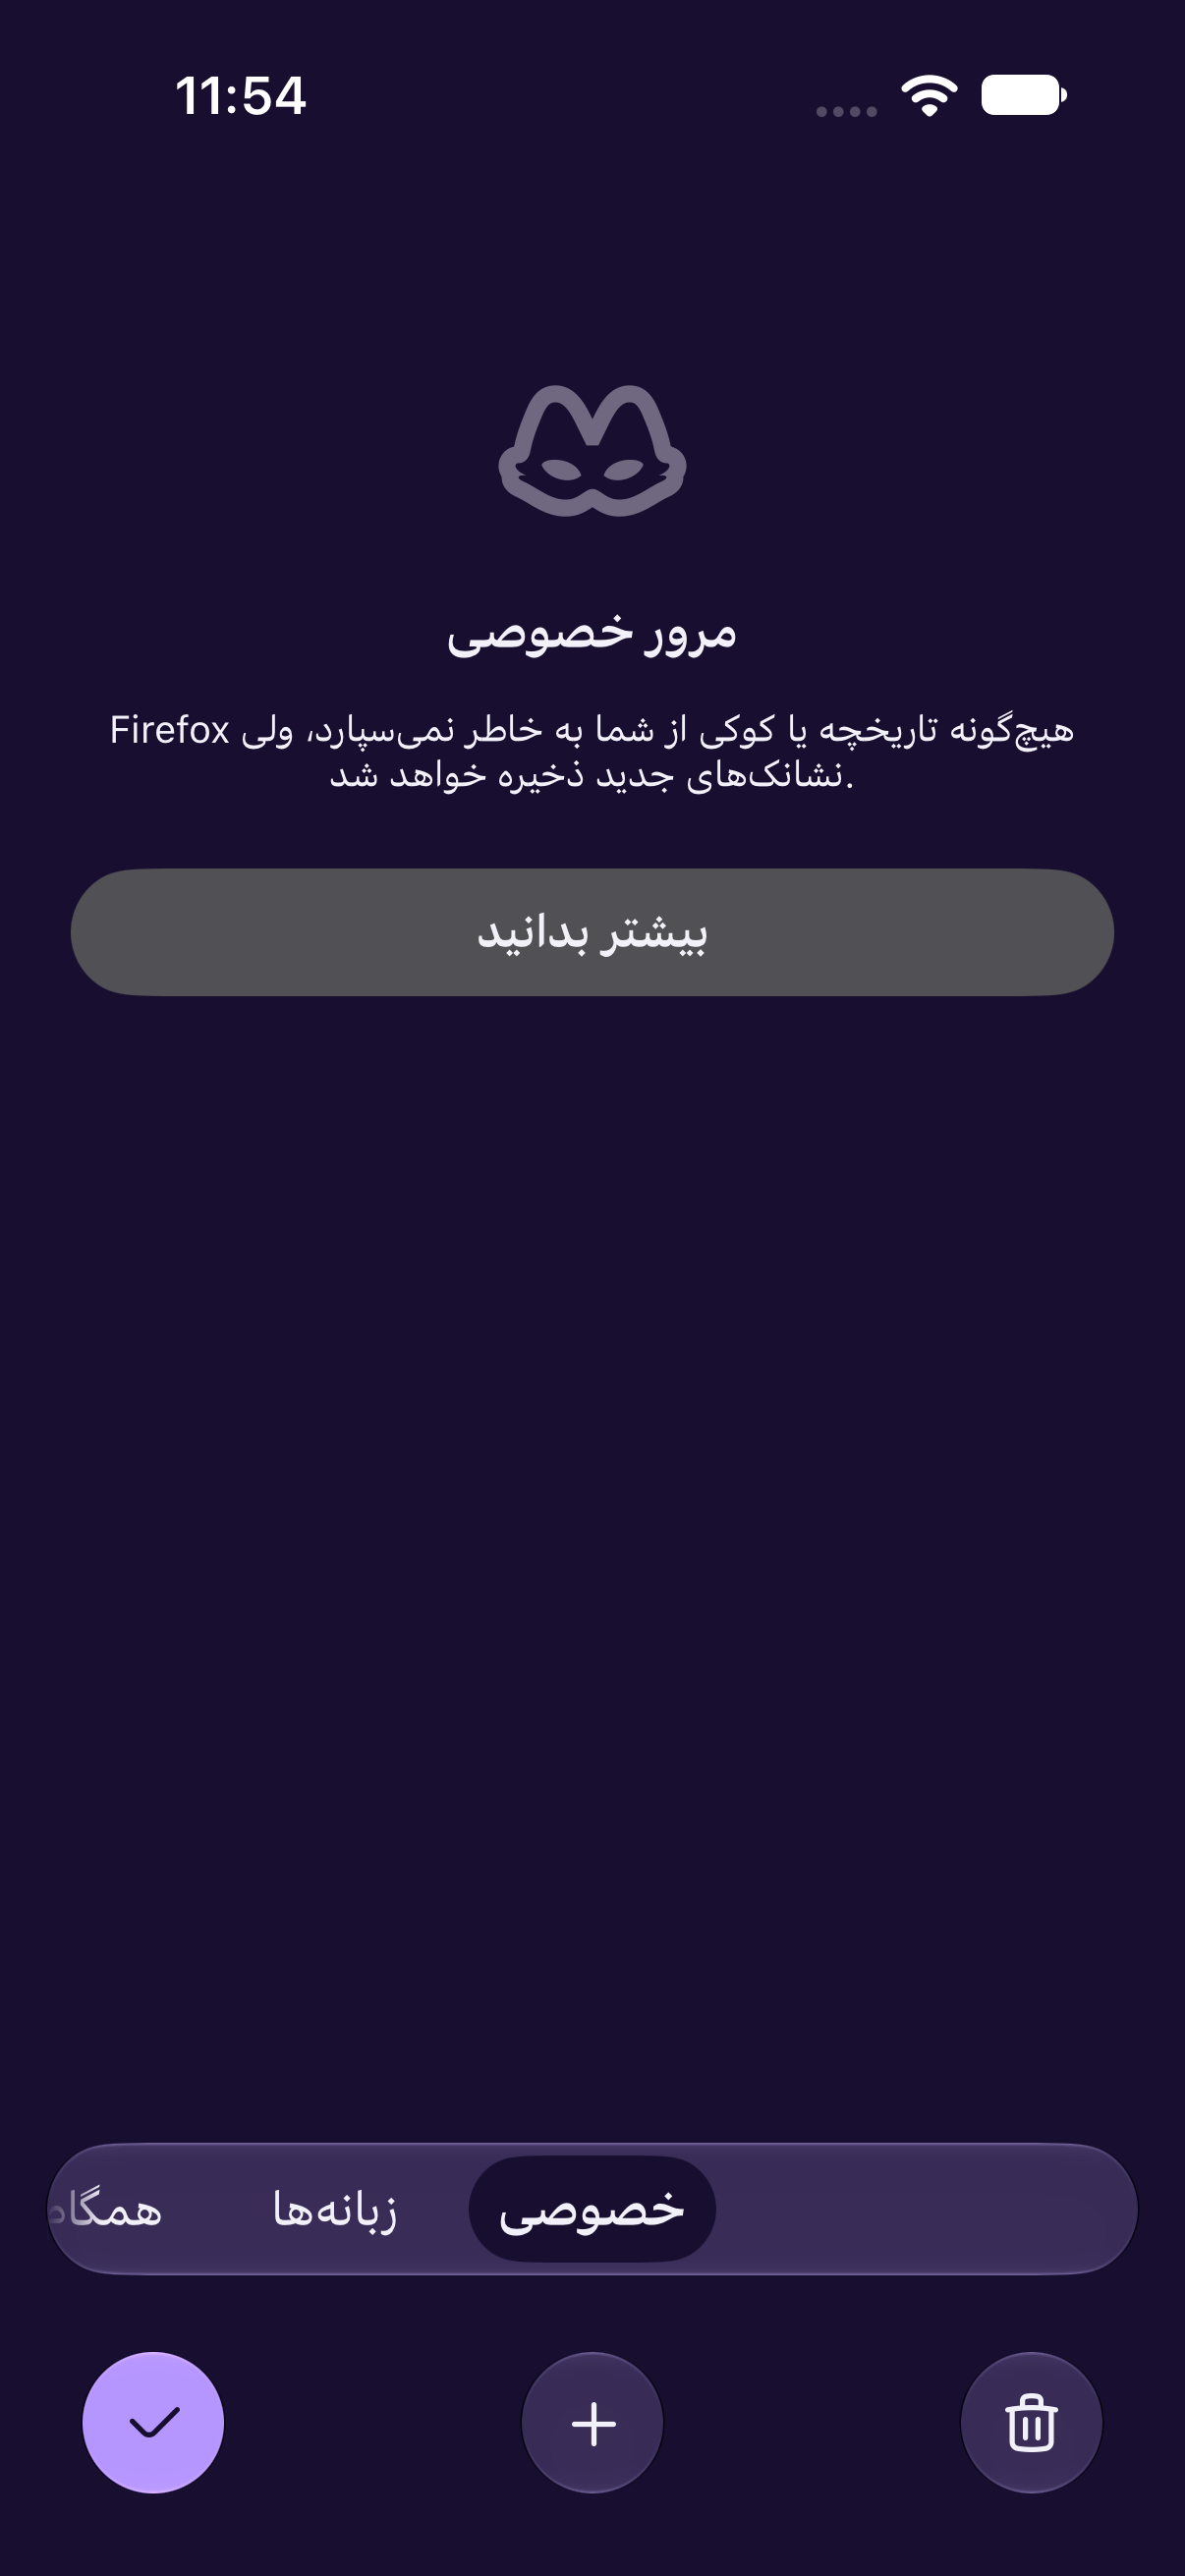 11:54
مرور خصوصی
Firefox هیچ‌گونه تاریخچه یا کوکی از شما به خاطر نمی‌سپارد، ولی
نشانک‌های جدید ذخیره خواهد شد.
بیشتر بدانید
خصوصی
زبانه‌ها